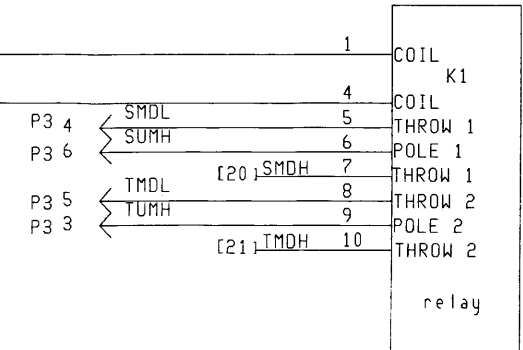 1 COIL
K1
4 COIL
P3 4 SMDL 5 THROW 1
P3 6 SUMH 6 POLE 1
[20] SMDH 7 THROW 1
P3 5 TMDL 8 THROW 2
P3 3 TUMH 9 POLE 2
[21] TMDH 10 THROW 2
relay